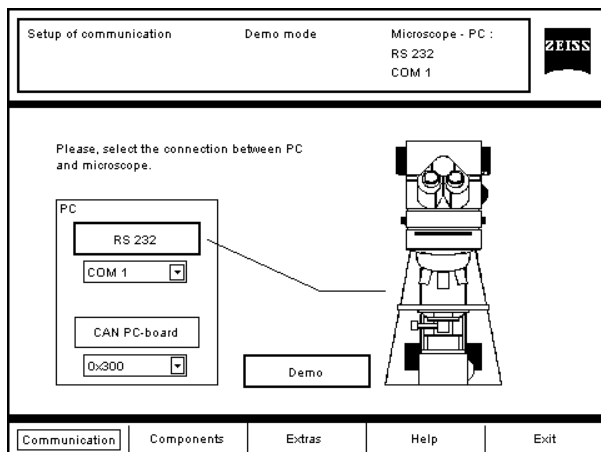 Setup of communication
Demo mode
Microscope - PC :
RS 232
COM 1
ZEISS
Please, select the connection between PC
and microscope.
PC
RS 232
COM 1
CAN PC-board
0x300
Demo
Communication
Components
Extras
Help
Exit